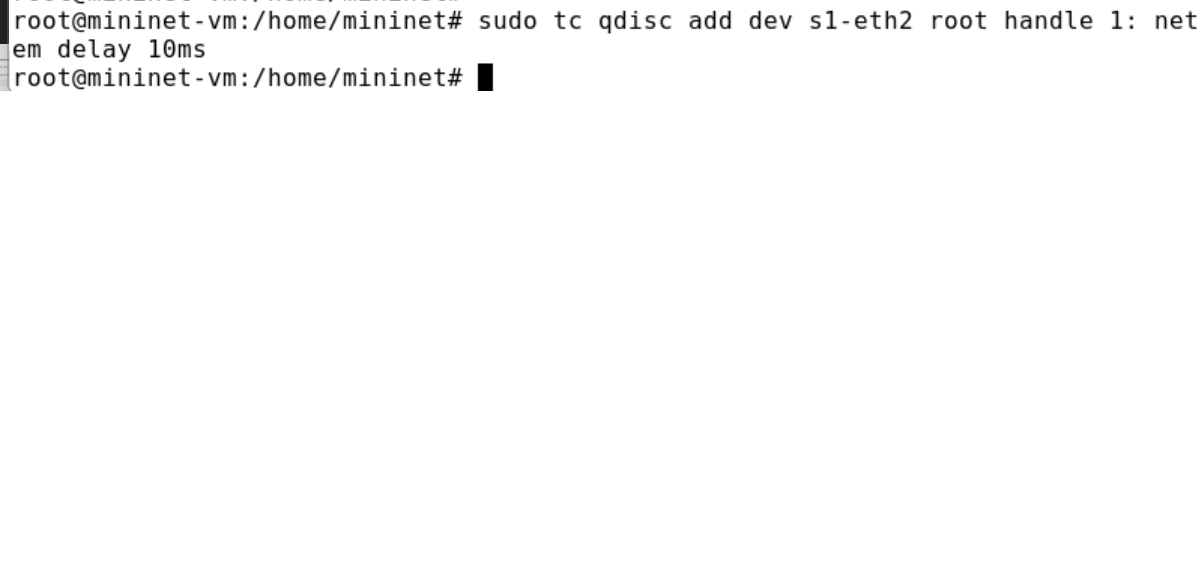 root@mininet-vm:/home/mininet# sudo tc qdisc add dev s1-eth2 root handle 1: net
em delay 10ms
root@mininet-vm:/home/mininet#